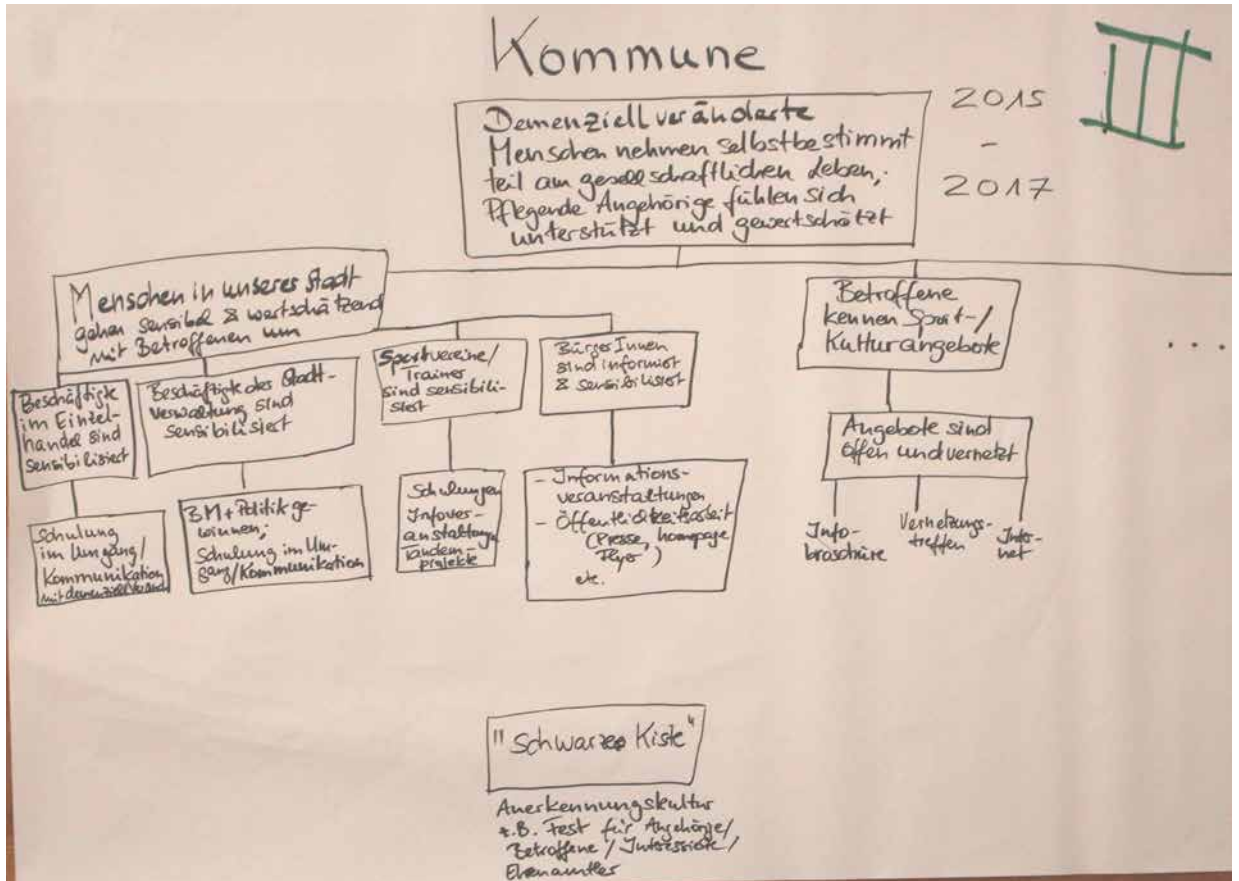 Kommune
III
Demenziell veränderte
Menschen nehmen selbstbestimmt
teil am gesellschaftlichen Leben,
Pflegende Angehörige fühlen sich
unterstützt und gewertschätzt
2015
-
2017
Menschen in unserer Stadt
gehen sensibel & wertschätzend
mit Betroffenen um
Betroffene
kennen Sport-/
Kulturangebote
...
Beschäftigte
im Einzel-
handel sind
sensibilisiert
Beschäftigte der Stadt-
verwaltung sind
sensibilisiert
Sportvereine/
Trainer
sind sensibili-
siert
BürgerInnen
sind informiert
& sensibilisiert
Angebote sind
offen und vernetzt
Schulung
im Umgang/
Kommunikation
mit demenziell Veränd.
BM + Politik ge-
winnen;
Schulung im Um-
gang/Kommunikation
Schulungen
Infover-
anstaltung
Tandem-
projekte
- Informations-
veranstaltungen
- Öffentlichkeitsarbeit
(Presse, homepage
Flyer)
etc.
Info-
broschüre
Vernetzungs-
treffen
Inter-
net
"Schwarze Kiste"
Anerkennungskultur
z.B. Fest für Angehörige/
Betroffene / Interessierte /
Ehrenamtler